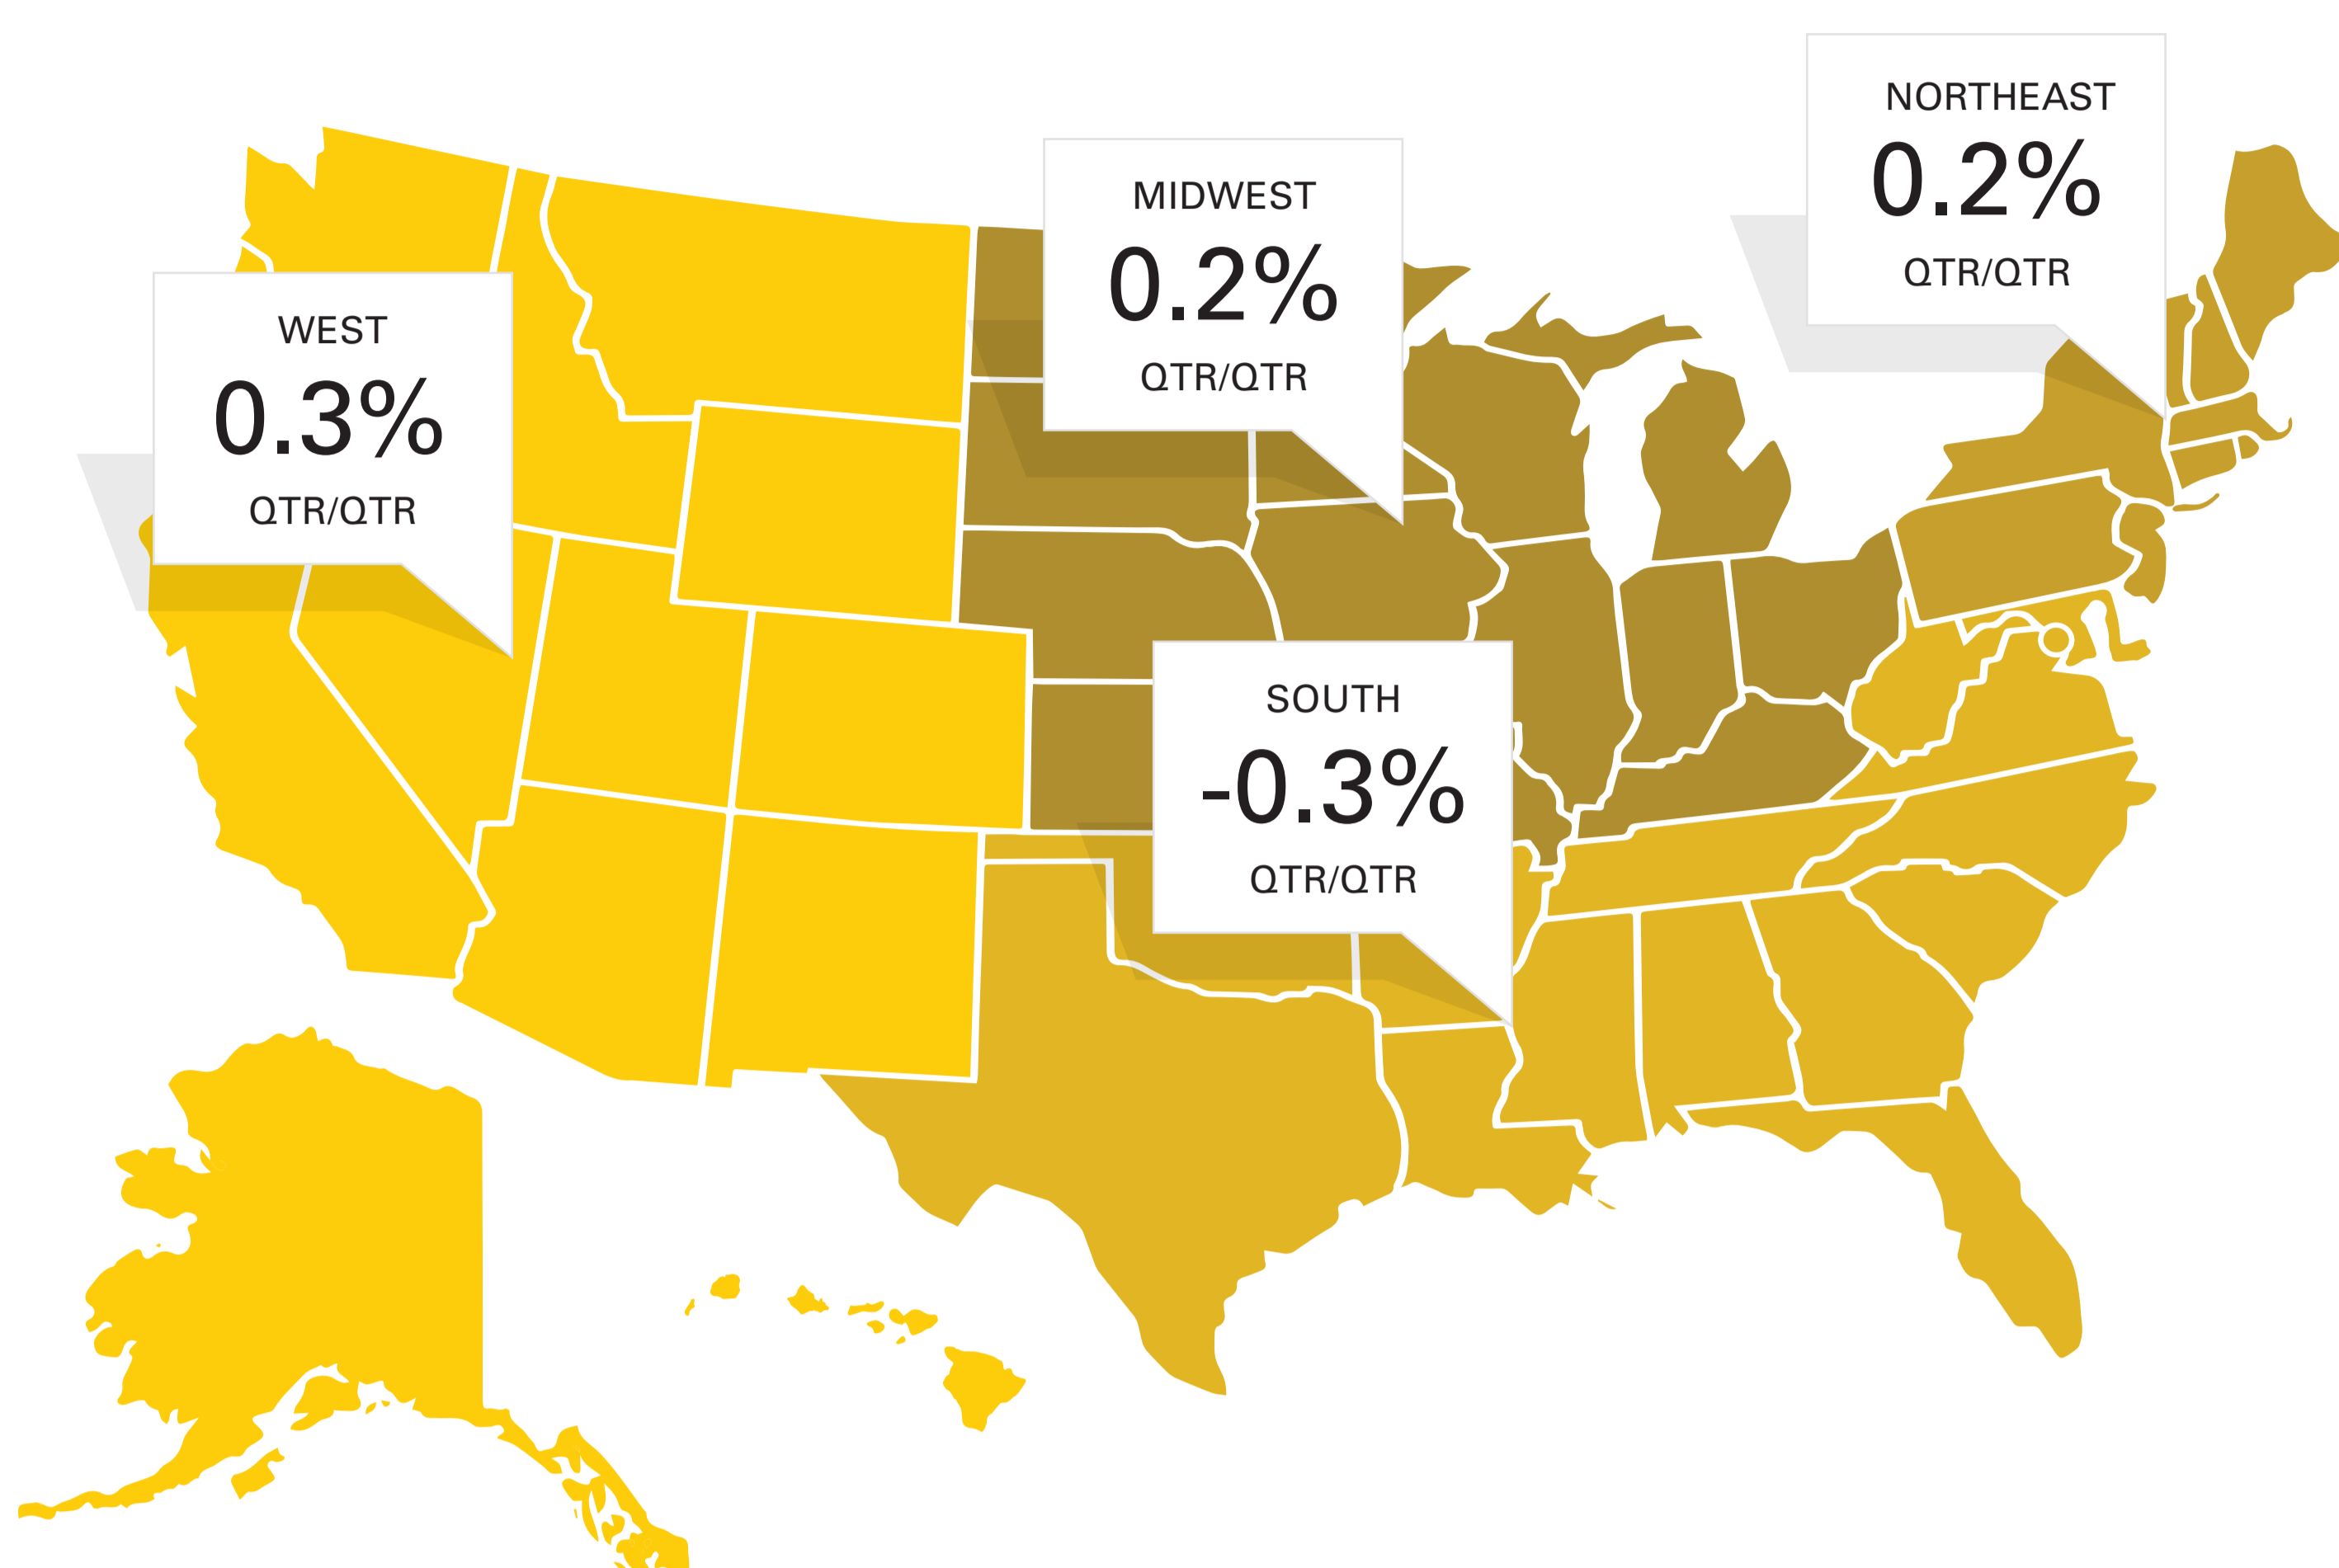 NORTHEAST
0.2%
QTR/QTR
MIDWEST
0.2%
QTR/QTR
WEST
0.3%
QTR/QTR
SOUTH
-0.3%
QTR/QTR